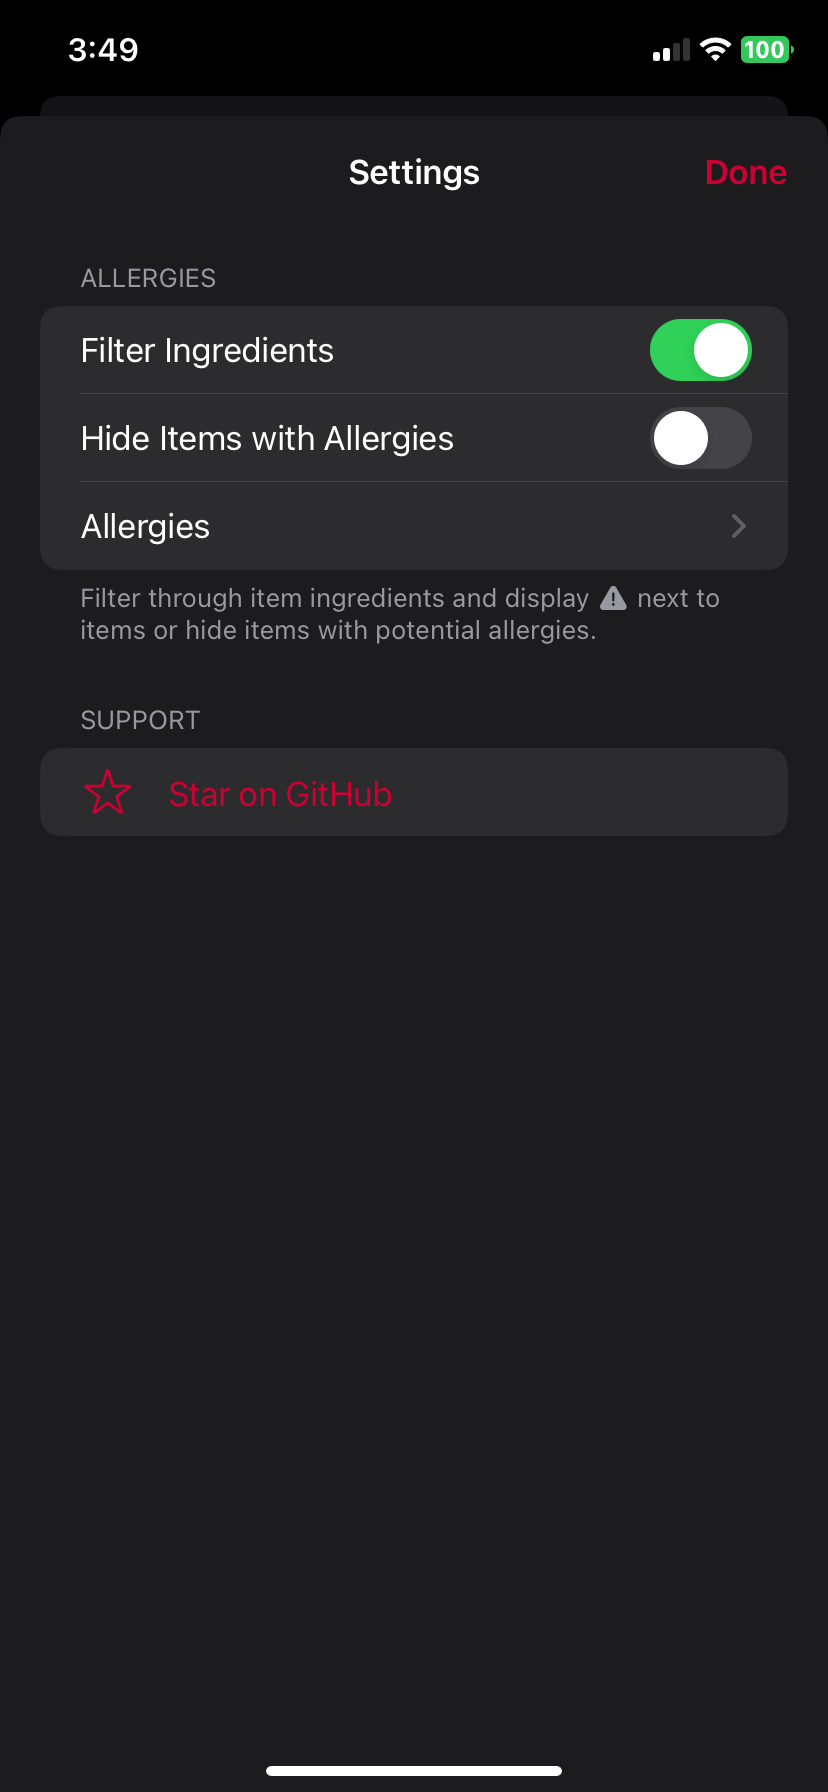 3:49
100
Settings
Done
ALLERGIES
Filter Ingredients
Hide Items with Allergies
Allergies
Filter through item ingredients and display ⚠ next to
items or hide items with potential allergies.
SUPPORT
Star on GitHub